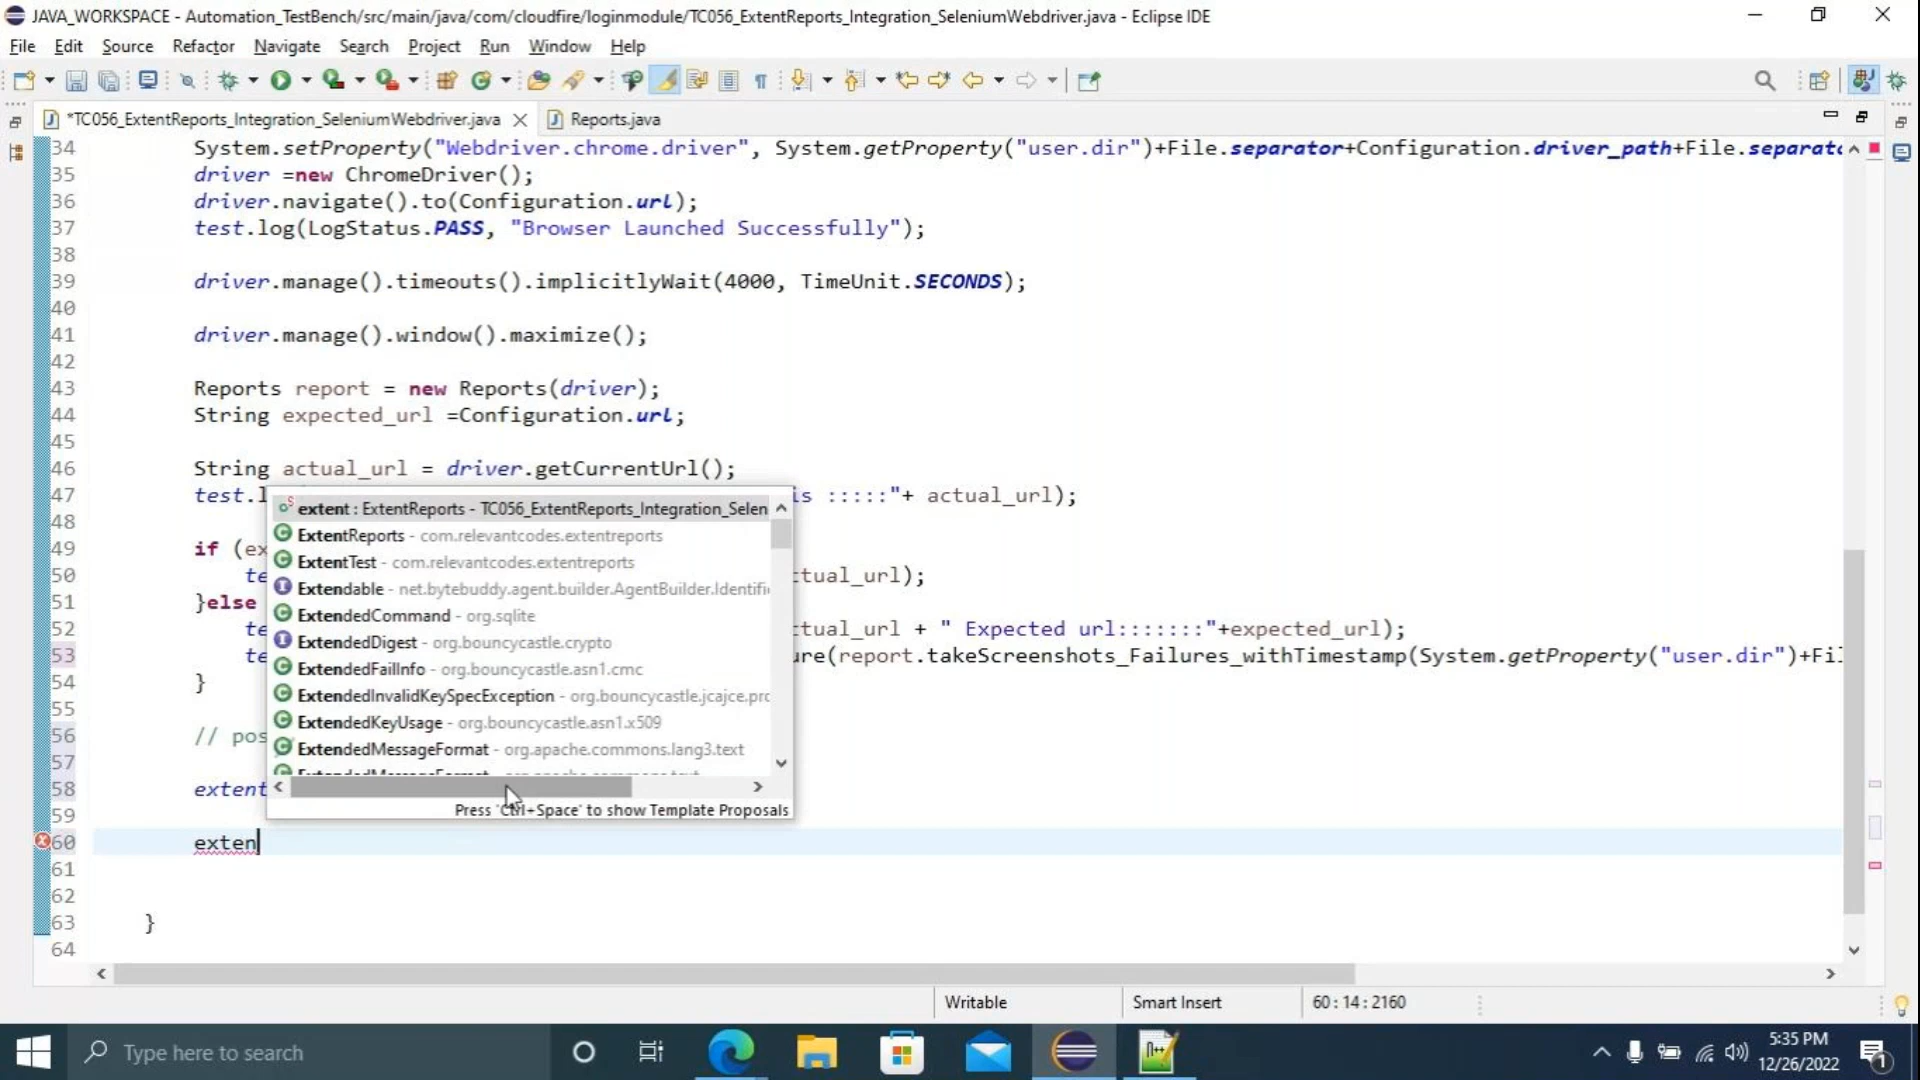 JAVA_WORKSPACE - Automation_TestBench/src/main/java/com/cloudfire/loginmodule/TC056_ExtentReports_Integration_SeleniumWebdriver.java - Eclipse IDE
File Edit Source Refactor Navigate Search Project Run Window Help
*TC056_ExtentReports_Integration_SeleniumWebdriver.java Reports.java
34 System.setProperty("Webdriver.chrome.driver", System.getProperty("user.dir")+File.separator+Configuration.driver_path+File.separato
35 driver =new ChromeDriver();
36 driver.navigate().to(Configuration.url);
37 test.log(LogStatus.PASS, "Browser Launched Successfully");
38
39 driver.manage().timeouts().implicitlyWait(4000, TimeUnit.SECONDS);
40
41 driver.manage().window().maximize();
42
43 Reports report = new Reports(driver);
44 String expected_url =Configuration.url;
45
46 String actual_url = driver.getCurrentUrl();
47 test.l is :::::"+ actual_url);
48
49 if (ex
50 te tual_url);
51 }else
52 te tual_url + " Expected url:::::::"+expected_url);
53 te ure(report.takeScreenshots_Failures_withTimestamp(System.getProperty("user.dir")+Fil
54 }
55
56 // pos
57
58 extent
59
60 exten
61
62
63 }
64
extent : ExtentReports - TC056_ExtentReports_Integration_Selen
ExtentReports - com.relevantcodes.extentreports
ExtentTest - com.relevantcodes.extentreports
Extendable - net.bytebuddy.agent.builder.AgentBuilder.Identifi
ExtendedCommand - org.sqlite
ExtendedDigest - org.bouncycastle.crypto
ExtendedFailInfo - org.bouncycastle.asn1.cmc
ExtendedInvalidKeySpecException - org.bouncycastle.jcajce.pro
ExtendedKeyUsage - org.bouncycastle.asn1.x509
ExtendedMessageFormat - org.apache.commons.lang3.text
Press 'Ctrl+Space' to show Template Proposals
Writable Smart Insert 60 : 14 : 2160
Type here to search
5:35 PM
12/26/2022
1